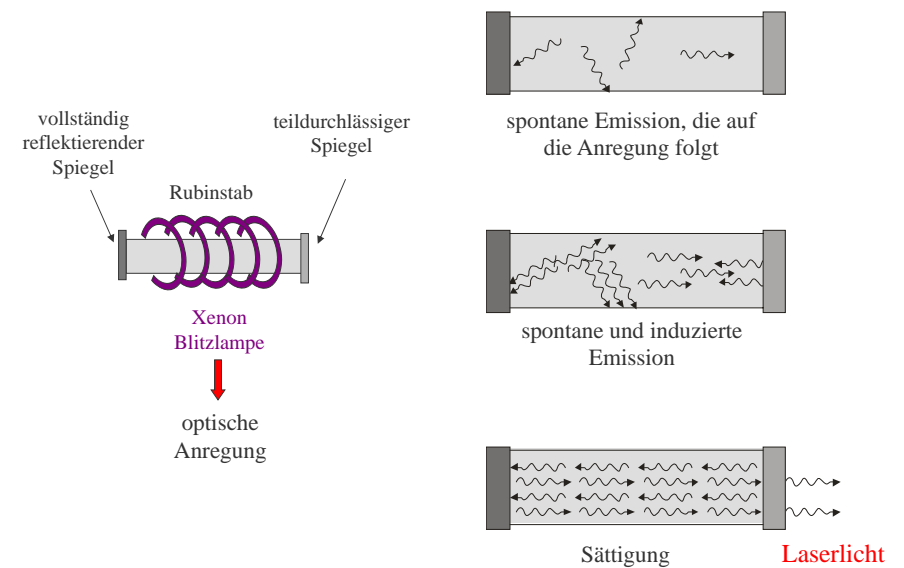 vollständig
reflektierender
Spiegel
teildurchlässiger
Spiegel
Rubinstab
Xenon
Blitzlampe
optische
Anregung
spontane Emission, die auf
die Anregung folgt
spontane und induzierte
Emission
Sättigung
Laserlicht